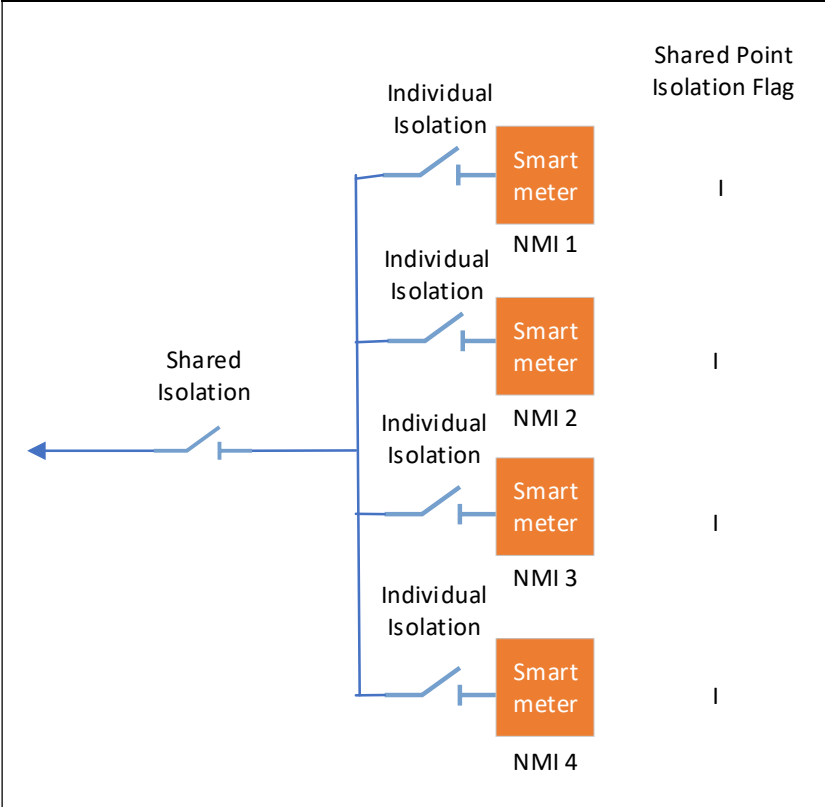 Shared Point
Isolation Flag
Individual
Isolation
Smart
meter
I
NMI 1
Individual
Isolation
Smart
meter
I
NMI 2
Shared
Isolation
Individual
Isolation
Smart
meter
I
NMI 3
Individual
Isolation
Smart
meter
I
NMI 4